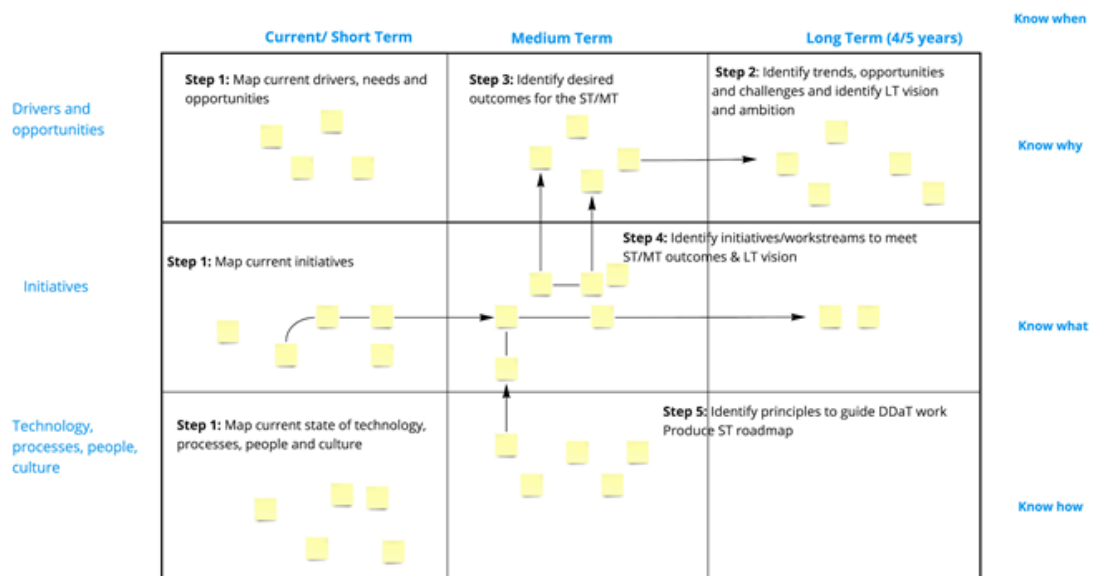 Know when
Current/ Short Term
Medium Term
Long Term (4/5 years)
Drivers and
opportunities
Step 1: Map current drivers, needs and
opportunities
Step 3: Identify desired
outcomes for the ST/MT
Step 2: Identify trends, opportunities
and challenges and identify LT vision
and ambition
Know why
Initiatives
Step 1: Map current initiatives
Step 4: Identify initiatives/workstreams to meet
ST/MT outcomes & LT vision
Know what
Technology,
processes, people,
culture
Step 1: Map current state of technology,
processes, people and culture
Step 5: Identify principles to guide DDaT work
Produce ST roadmap
Know how